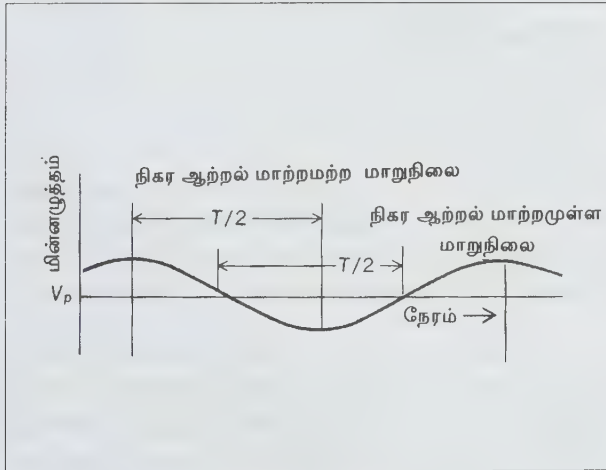 நிகர ஆற்றல் மாற்றமற்ற மாறுநிலை
T/2
நிகர ஆற்றல் மாற்றமுள்ள
மாறுநிலை
T/2
மின்னழுத்தம்
Vp
நேரம்